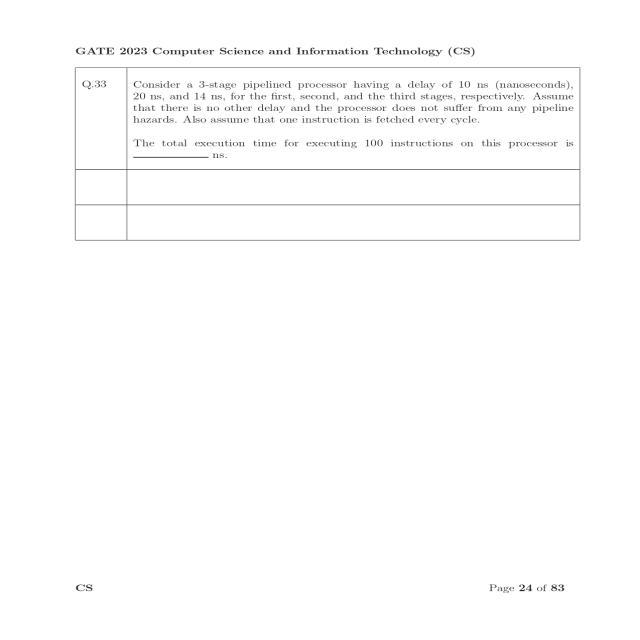 GATE 2023 Computer Science and Information Technology (CS)
Q.33
Consider a 3-stage pipelined processor having a delay of 10 ns (nanoseconds),
20 ns, and 14 ns, for the first, second, and the third stages, respectively. Assume
that there is no other delay and the processor does not suffer from any pipeline
hazards. Also assume that one instruction is fetched every cycle.
The total execution time for executing 100 instructions on this processor is
___________ ns.
CS
Page 24 of 83